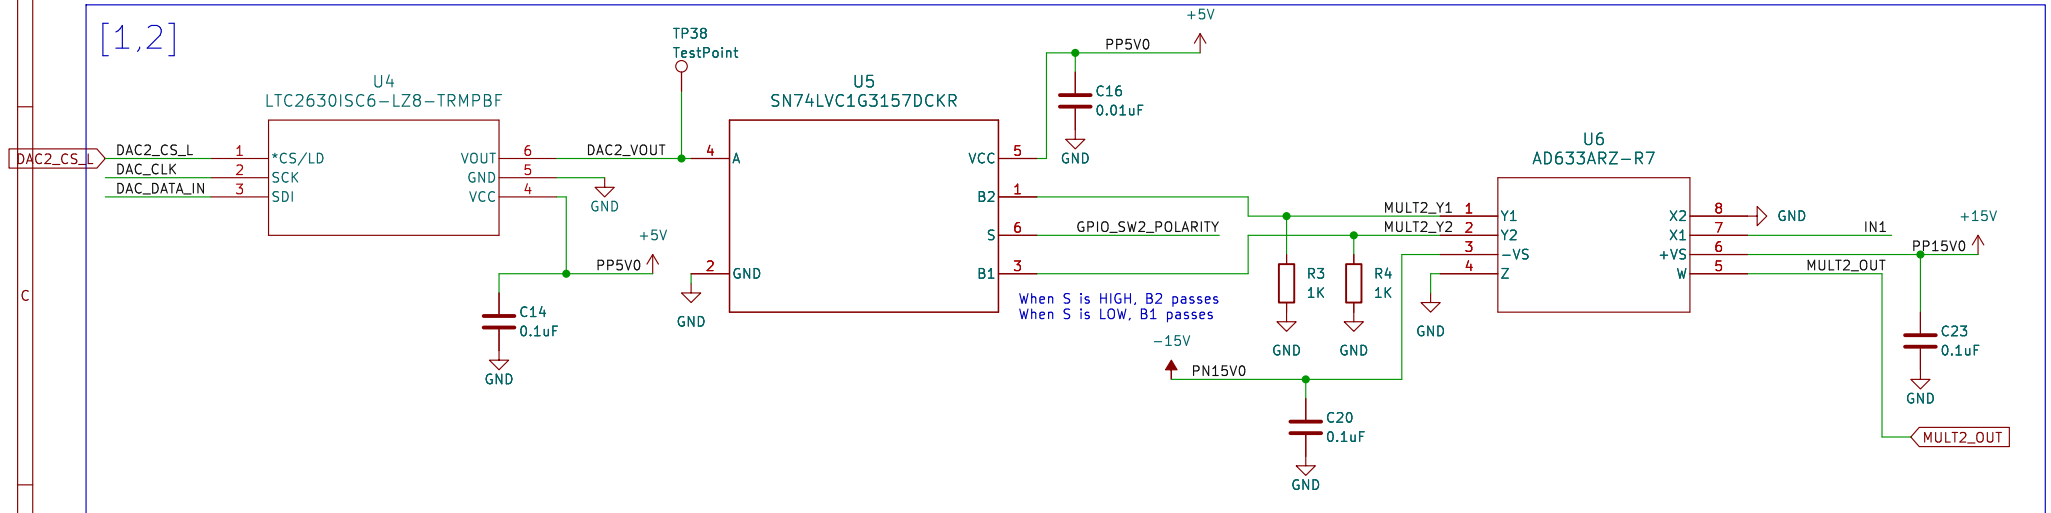 [1,2]
C
DAC2_CS_L
DAC2_CS_L
DAC_CLK
DAC_DATA_IN
U4
LTC2630ISC6-LZ8-TRMPBF
1
2
3
*CS/LD
SCK
SDI
VOUT
GND
VCC
6
5
4
DAC2_VOUT
GND
+5V
PP5V0
C14
0.1uF
GND
TP38
TestPoint
U5
SN74LVC1G3157DCKR
4
A
2
GND
GND
VCC
B2
S
B1
5
1
6
3
GPIO_SW2_POLARITY
When S is HIGH, B2 passes
When S is LOW, B1 passes
+5V
PP5V0
C16
0.01uF
GND
R3
1K
GND
R4
1K
GND
-15V
PN15V0
C20
0.1uF
GND
MULT2_Y1
MULT2_Y2
U6
AD633ARZ-R7
1
2
3
4
Y1
Y2
-VS
Z
GND
X2
X1
+VS
W
8
7
6
5
GND
IN1
+15V
PP15V0
MULT2_OUT
C23
0.1uF
GND
MULT2_OUT